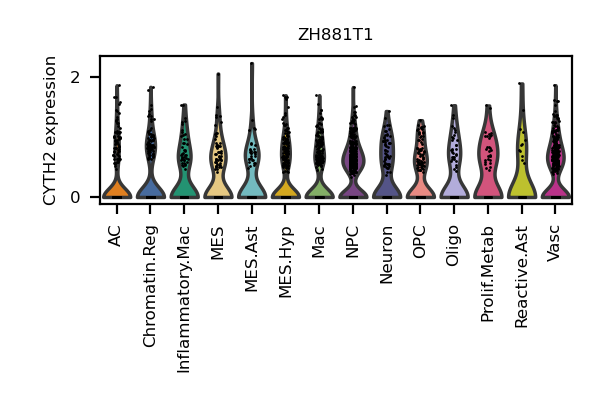 ZH881T1
CYTH2 expression
2
0
AC
Chromatin.Reg
Inflammatory.Mac
MES
MES.Ast
MES.Hyp
Mac
NPC
Neuron
OPC
Oligo
Prolif.Metab
Reactive.Ast
Vasc